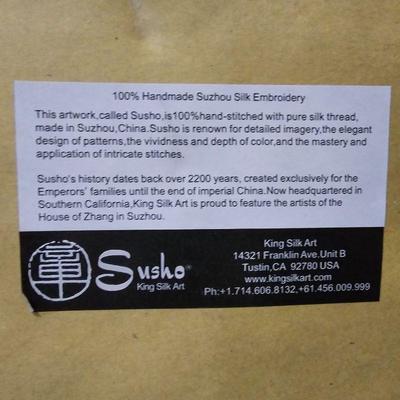 100% Handmade Suzhou Silk Embroidery
This artwork,called Susho,is100%hand-stitched with pure silk thread,
made in Suzhou,China.Susho is renown for detailed imagery,the elegant
design of patterns,the vividness and depth of color,and the mastery and
application of intricate stitches.
Susho's history dates back over 2200 years, created exclusively for the
Emperors' families until the end of imperial China.Now headquartered in
Southern California,King Silk Art is proud to feature the artists of the
House of Zhang in Suzhou.
章
Susho®
King Silk Art
King Silk Art
14321 Franklin Ave.Unit B
Tustin,CA 92780 USA
www.kingsilkart.com
Ph:+1.714.606.8132,+61.456.009.999